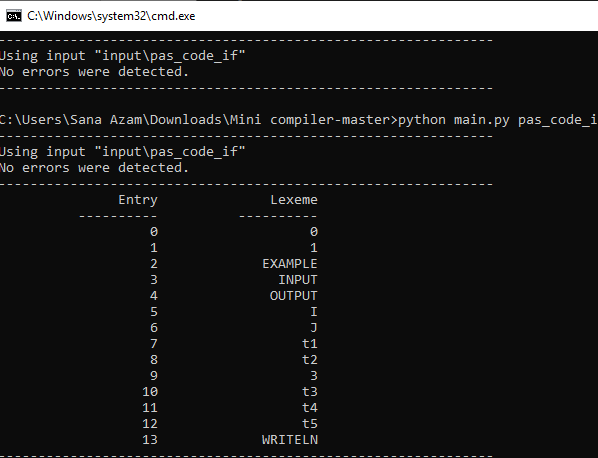 C:\Windows\system32\cmd.exe
---------------------------------------------------------------
Using input "input\pas_code_if"
No errors were detected.
---------------------------------------------------------------
C:\Users\Sana Azam\Downloads\Mini compiler-master>python main.py pas_code_i
---------------------------------------------------------------
Using input "input\pas_code_if"
No errors were detected.
---------------------------------------------------------------
Entry Lexeme
---------- ----------
0 0
1 1
2 EXAMPLE
3 INPUT
4 OUTPUT
5 I
6 J
7 t1
8 t2
9 3
10 t3
11 t4
12 t5
13 WRITELN
---------------------------------------------------------------